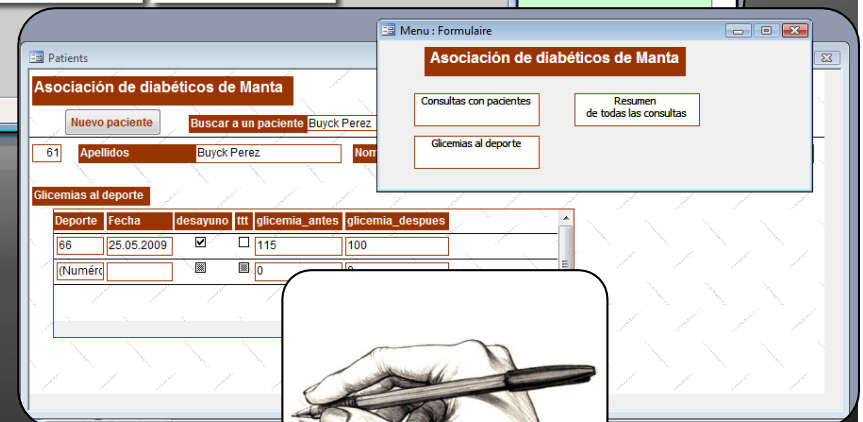 Menu : Formulaire
Asociación de diabéticos de Manta
Consultas con pacientes
Resumen
de todas las consultas
Glicemias al deporte
Patients
Asociación de diabéticos de Manta
Nuevo paciente Buscar a un paciente Buyck Perez
61 Apellidos Buyck Perez
Glicemias al deporte
Deporte Fecha desayuno ttt glicemia_antes glicemia_despues
66 25.05.2009 115 100
(Numéro 0